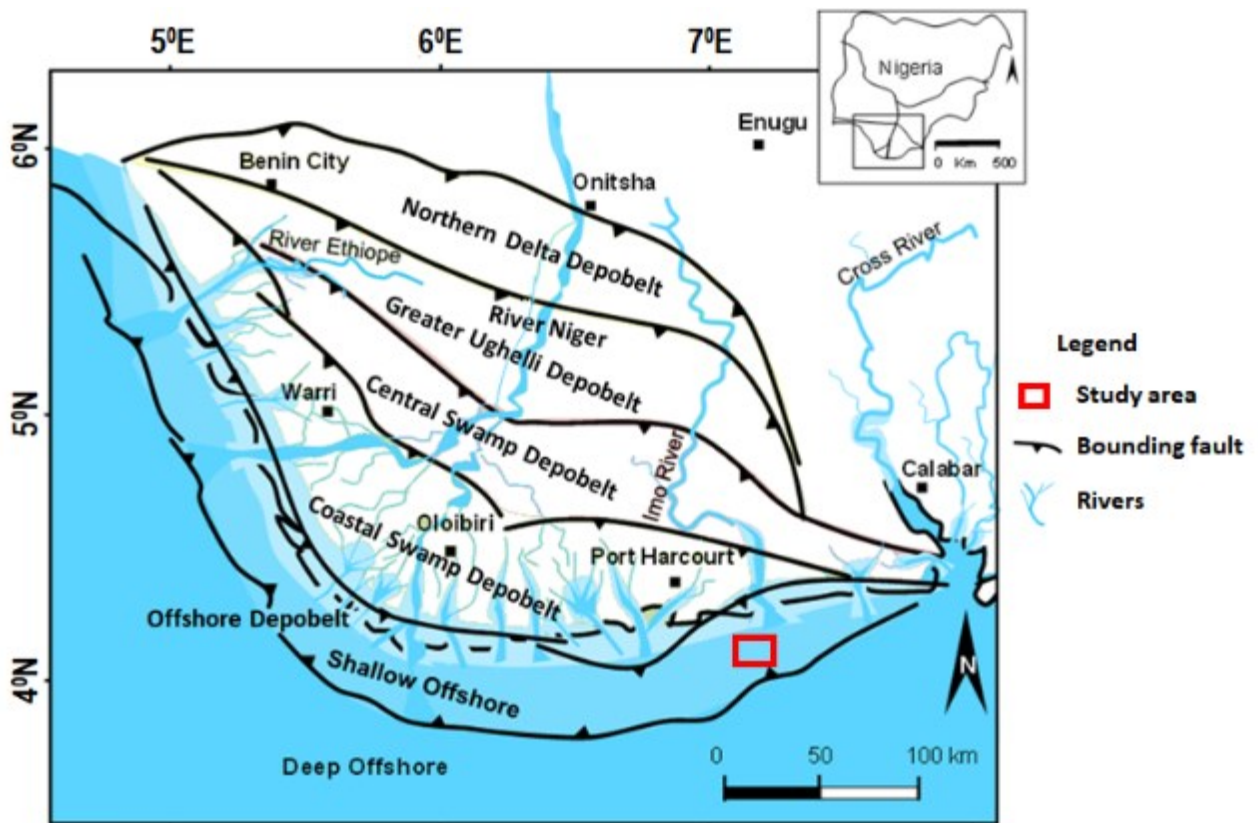 5⁰E
6⁰E
7⁰E
6⁰N
5⁰N
4⁰N
Nigeria
0 Km 500
Enugu
Benin City
Onitsha
Northern Delta Depobelt
River Ethiope
Cross River
River Niger
Greater Ughelli Depobelt
Warri
Central Swamp Depobelt
Imo River
Calabar
Oloibiri
Port Harcourt
Coastal Swamp Depobelt
Offshore Depobelt
Shallow Offshore
Deep Offshore
N
0 50 100 km
Legend
Study area
Bounding fault
Rivers